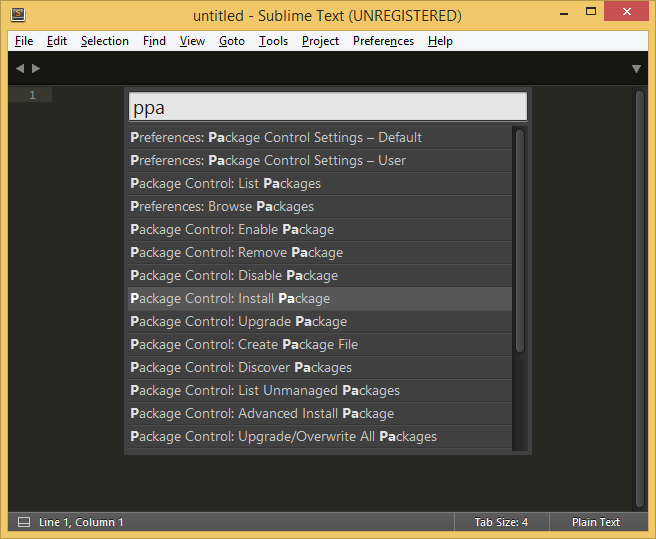 untitled - Sublime Text (UNREGISTERED)
File Edit Selection Find View Goto Tools Project Preferences Help
1
ppa
Preferences: Package Control Settings – Default
Preferences: Package Control Settings – User
Package Control: List Packages
Preferences: Browse Packages
Package Control: Enable Package
Package Control: Remove Package
Package Control: Disable Package
Package Control: Install Package
Package Control: Upgrade Package
Package Control: Create Package File
Package Control: Discover Packages
Package Control: List Unmanaged Packages
Package Control: Advanced Install Package
Package Control: Upgrade/Overwrite All Packages
Line 1, Column 1 Tab Size: 4 Plain Text